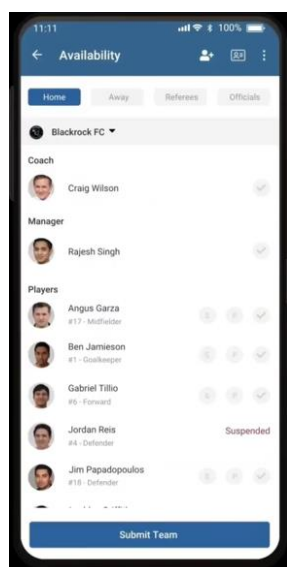 11:11
100%
Availability
Home Away Referees Officials
Blackrock FC
Coach
Craig Wilson
Manager
Rajesh Singh
Players
Angus Garza
#17 - Midfielder
Ben Jamieson
#1 - Goalkeeper
Gabriel Tillio
#6 - Forward
Jordan Reis
Suspended
#4 - Defender
Jim Papadopoulos
#18 - Defender
Submit Team